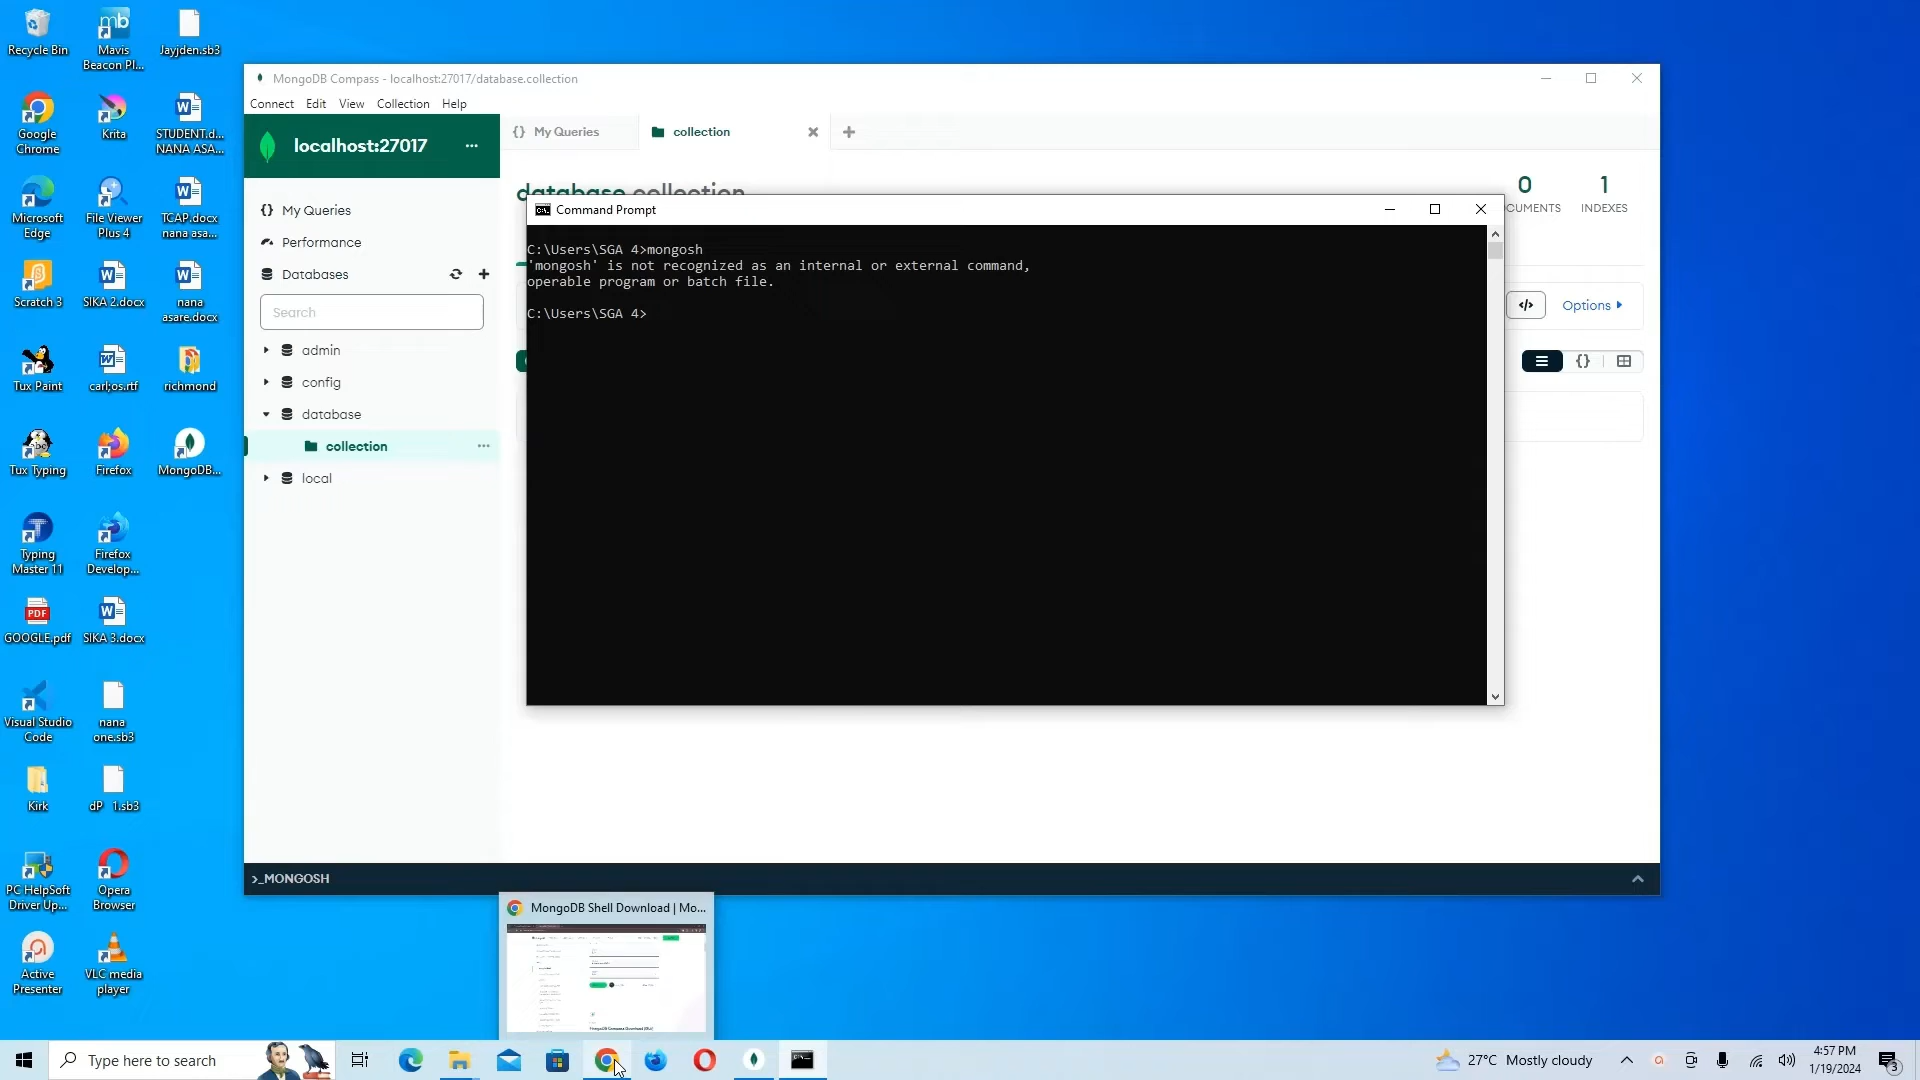 Recycle Bin
Mavis
Beacon Pl...
Jayjden.sb3
Google
Chrome
Krita
STUDENT.d...
NANA ASA...
Microsoft
Edge
File Viewer
Plus 4
TCAP.docx
nana asa...
Scratch 3
SIKA 2.docx
nana
asare.docx
Tux Paint
carl;os.rtf
richmond
Tux Typing
Firefox
MongoDB...
Typing
Master 11
Firefox
Develop...
GOOGLE.pdf
SIKA 3.docx
Visual Studio
Code
nana
one.sb3
Kirk
dP 1.sb3
PC HelpSoft
Driver Up...
Opera
Browser
Active
Presenter
VLC media
player
MongoDB Compass - localhost:27017/database.collection
Connect Edit View Collection Help
localhost:27017 ...
{} My Queries
collection
My Queries
Performance
Databases
Search
admin
config
database
collection
local
database.collection
0
CUMENTS
1
INDEXES
Options
Command Prompt
C:\Users\SGA 4>mongosh
'mongosh' is not recognized as an internal or external command,
operable program or batch file.
C:\Users\SGA 4>
>_MONGOSH
MongoDB Shell Download | Mo...
Type here to search
27°C Mostly cloudy
4:57 PM
1/19/2024
3